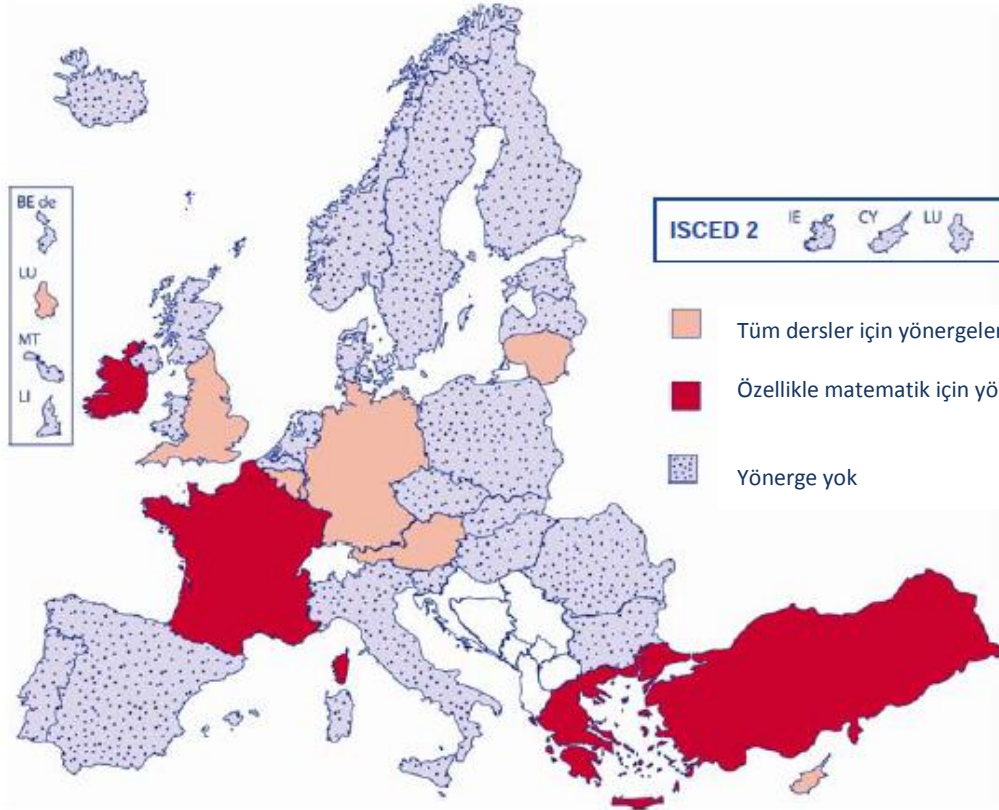 BE de
LU
MT
LI
ISCED 2 IE CY LU
Tüm dersler için yönergeler
Özellikle matematik için yö
Yönerge yok